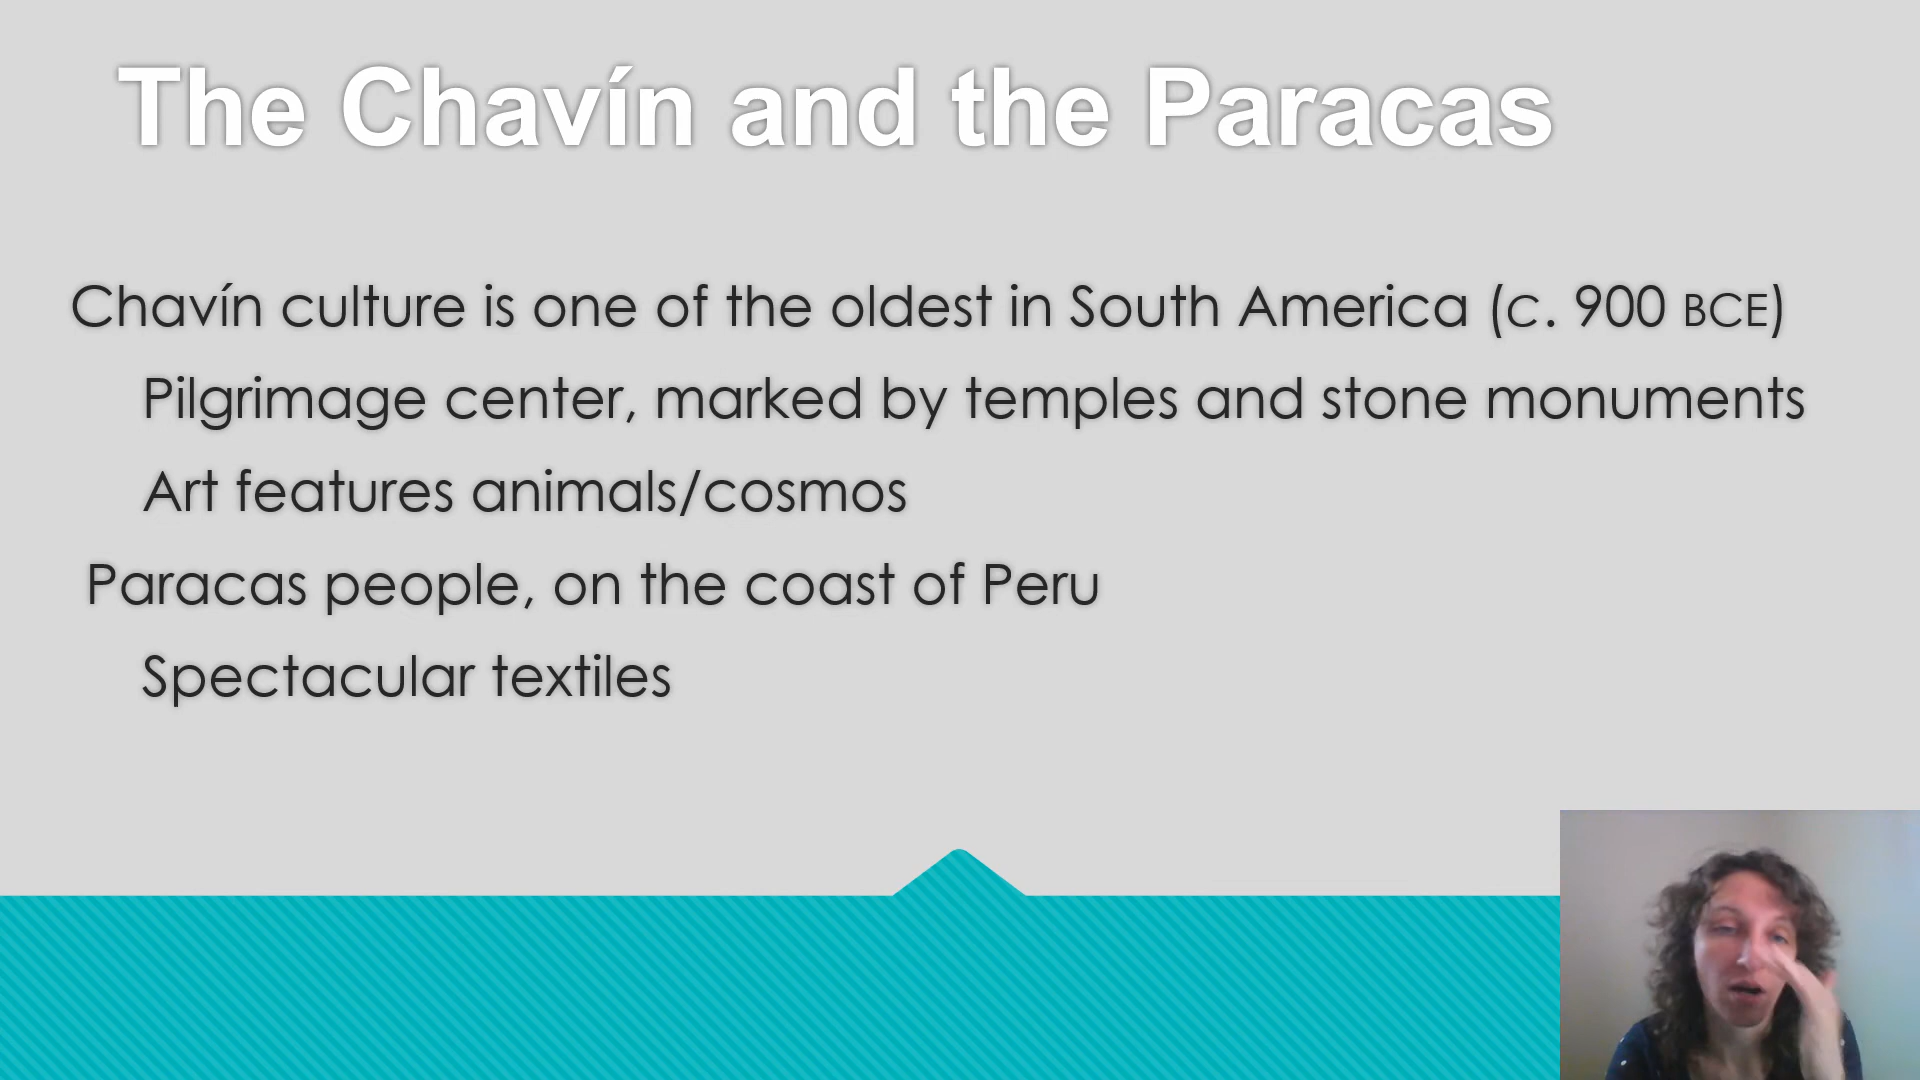 The Chavín and the Paracas
Chavín culture is one of the oldest in South America (c. 900 BCE)
Pilgrimage center, marked by temples and stone monuments
Art features animals/cosmos
Paracas people, on the coast of Peru
Spectacular textiles